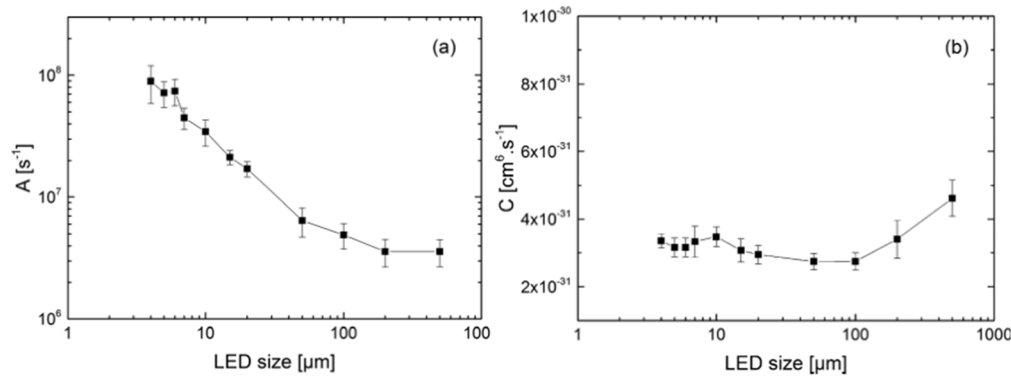 (a)
10⁸
10⁷
10⁶
A [s⁻¹]
1 10 100 100
LED size [µm]
(b)
1x10⁻³⁰
8x10⁻³¹
6x10⁻³¹
4x10⁻³¹
2x10⁻³¹
C [cm⁶.s⁻¹]
1 10 100 1000
LED size [µm]